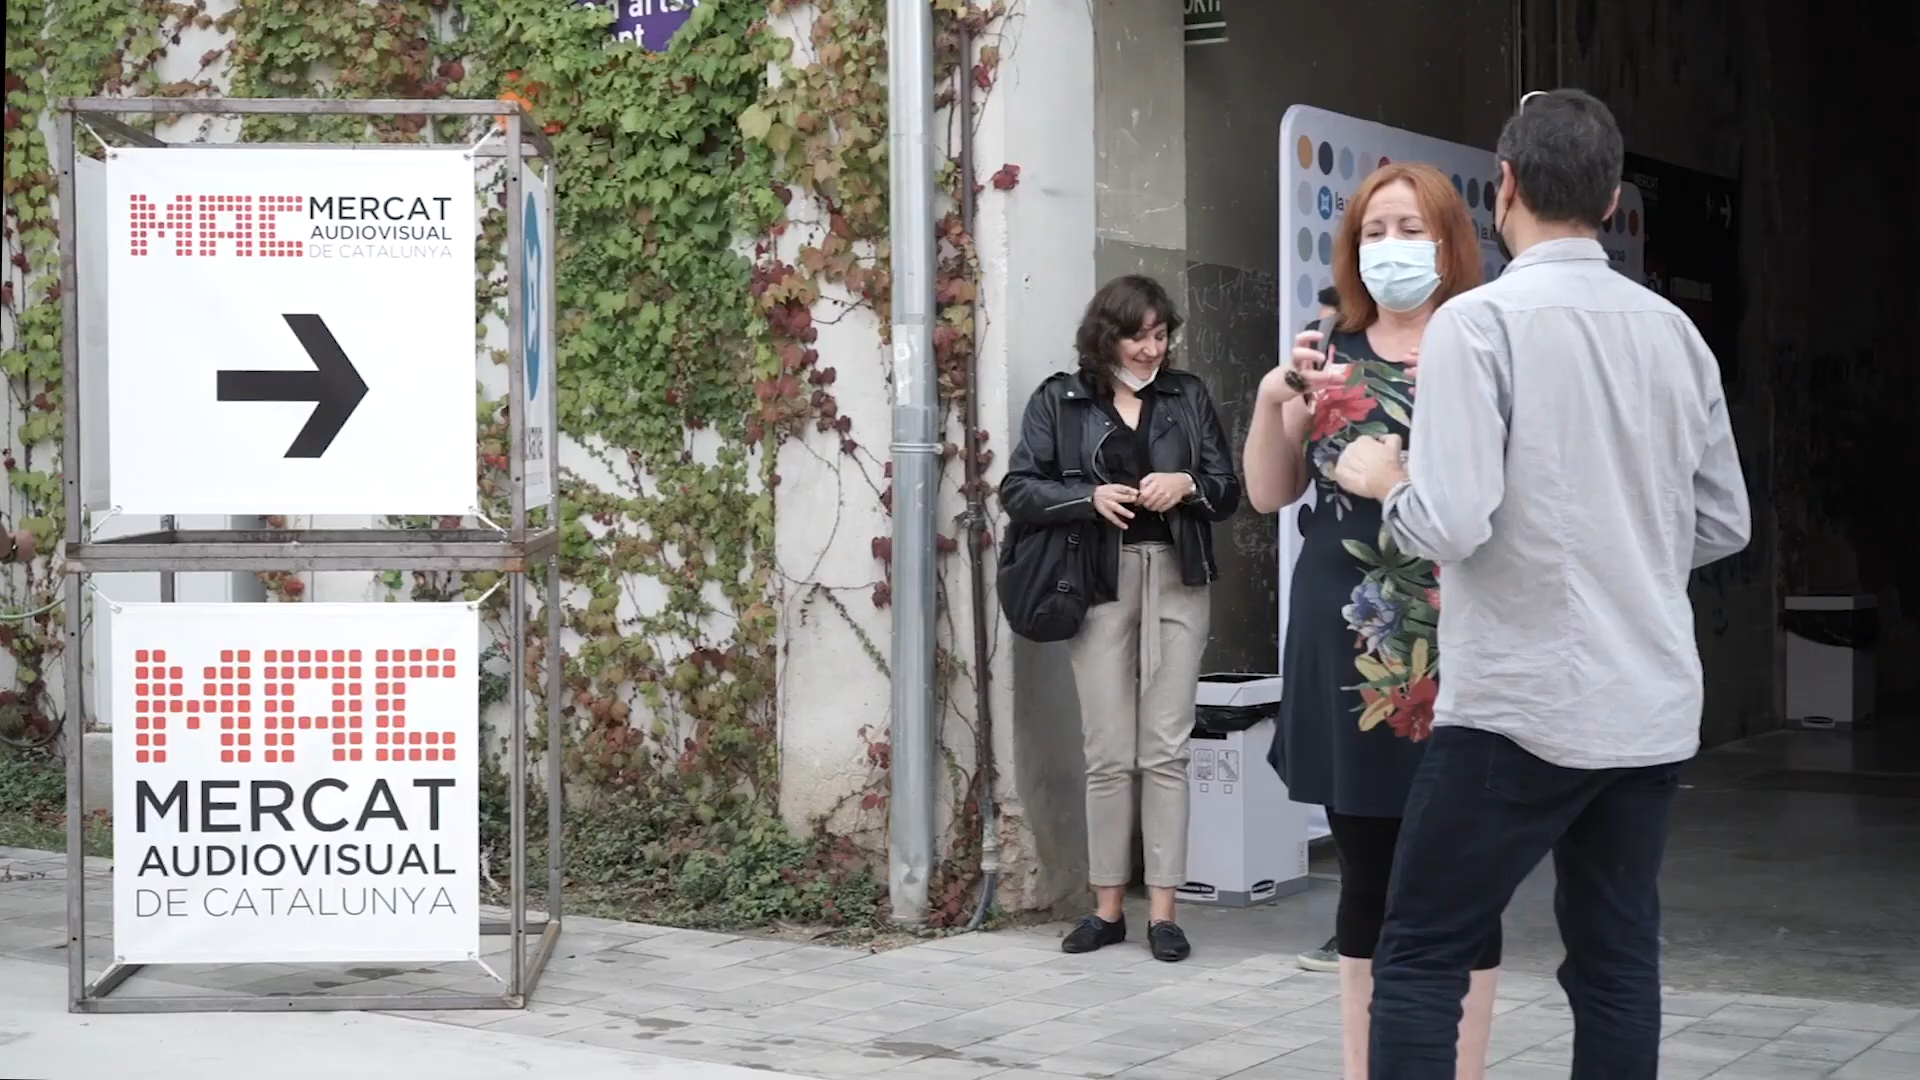 MAC MERCAT
AUDIOVISUAL
DE CATALUNYA
MAC
MERCAT
AUDIOVISUAL
DE CATALUNYA